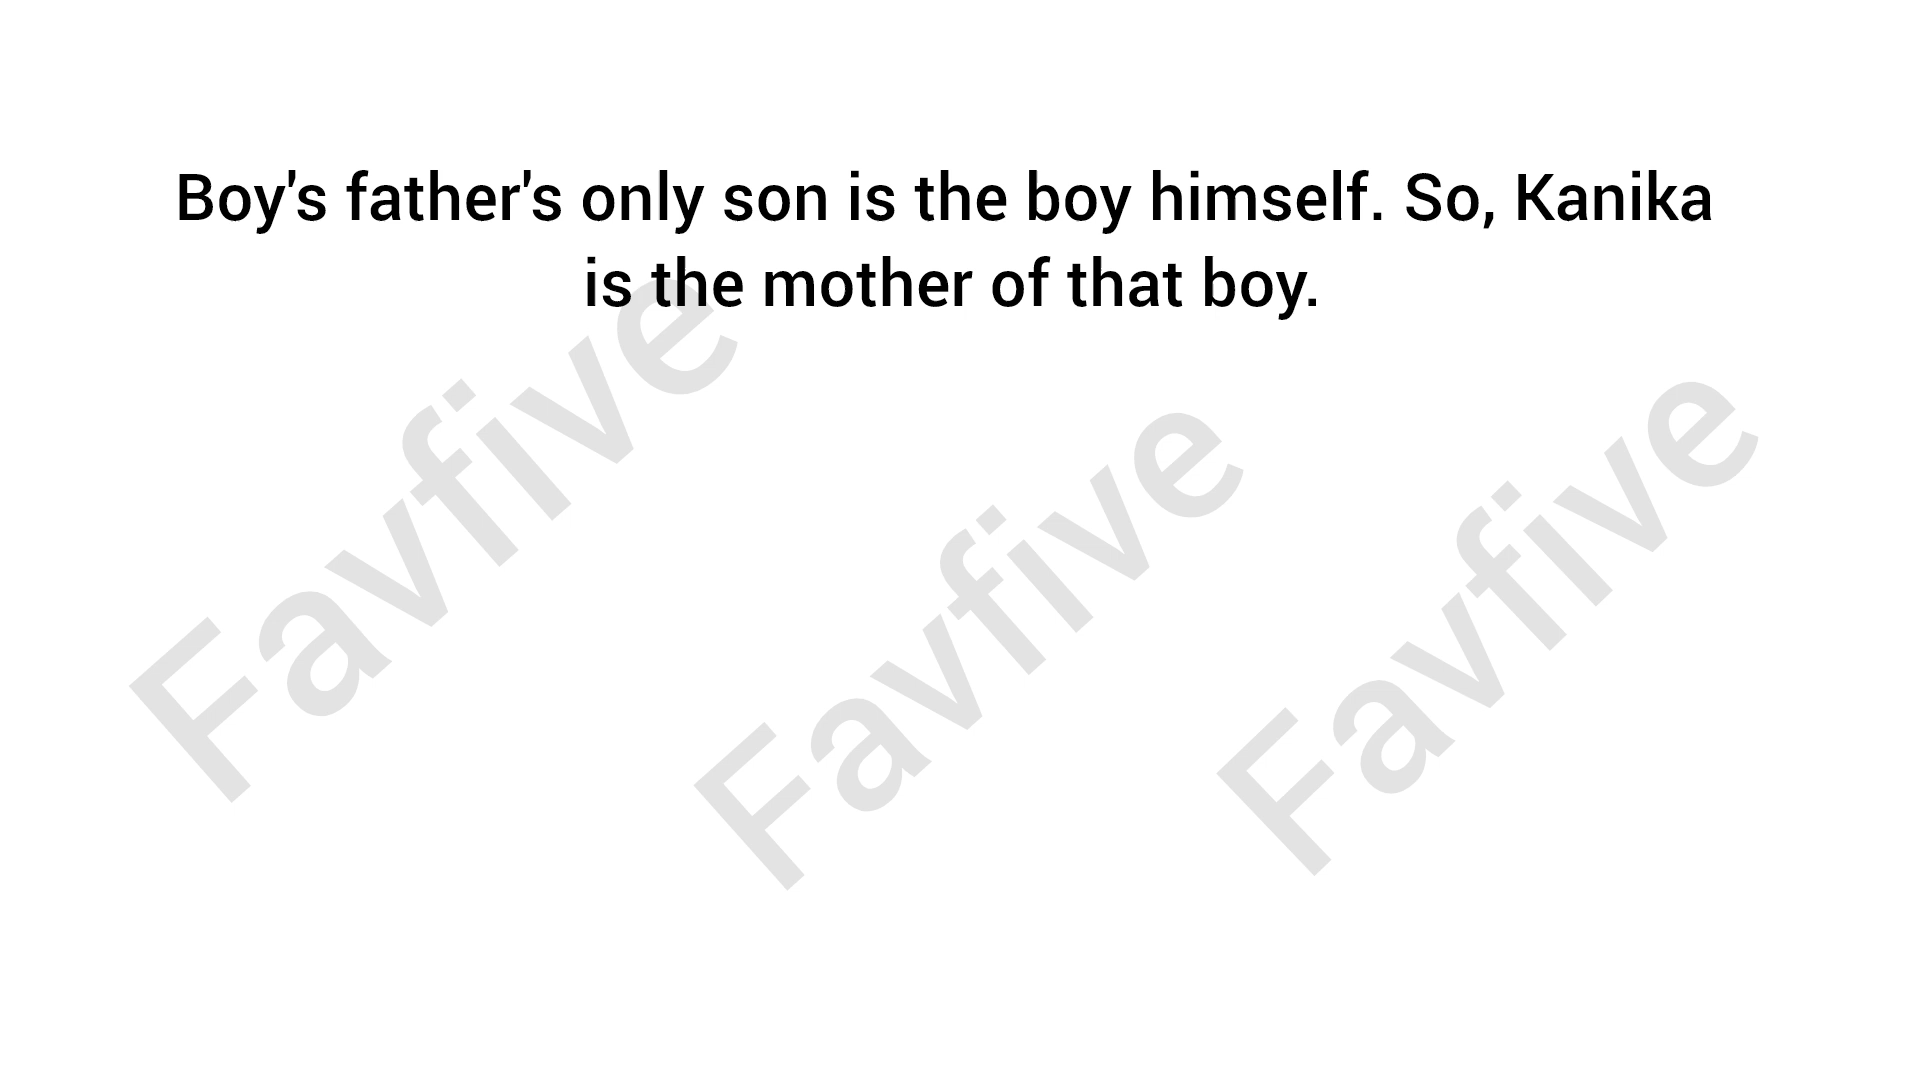 Boy's father's only son is the boy himself. So, Kanika
is the mother of that boy.
Favfive
Favfive
Favfive